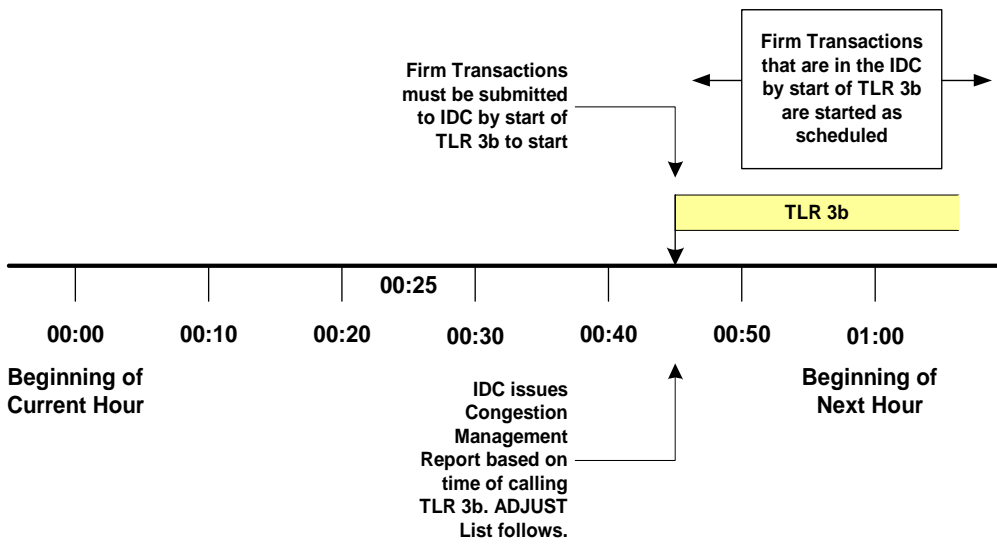 Firm Transactions
must be submitted
to IDC by start of
TLR 3b to start
Firm Transactions
that are in the IDC
by start of TLR 3b
are started as
scheduled
TLR 3b
00:25
00:00
00:10
00:20
00:30
00:40
00:50
01:00
Beginning of
Current Hour
IDC issues
Congestion
Management
Report based on
time of calling
TLR 3b. ADJUST
List follows.
Beginning of
Next Hour